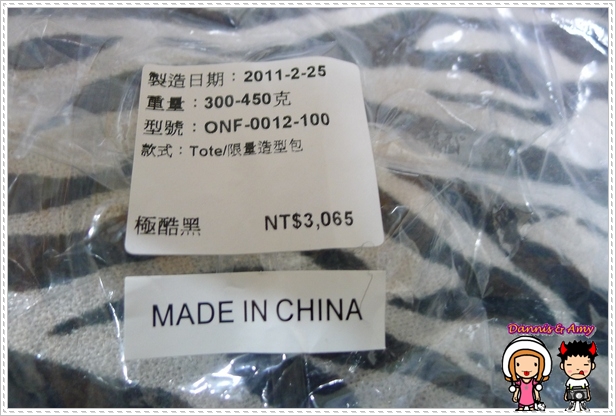 製造日期：2011-2-25
重量：300-450克
型號：ONF-0012-100
款式：Tote/限量造型包
極酷黑 NT$3,065
MADE IN CHINA
Dannis & Amy